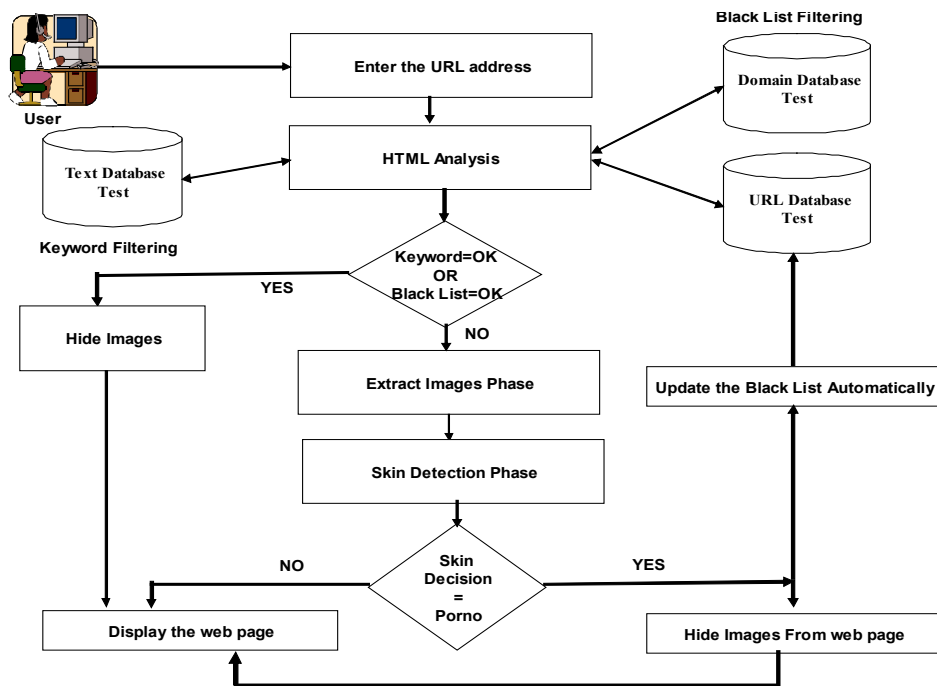 Black List Filtering
Enter the URL address
Domain Database
Test
User
HTML Analysis
Text Database
Test
URL Database
Test
Keyword Filtering
Keyword=OK
OR
Black List=OK
YES
NO
Hide Images
Extract Images Phase
Update the Black List Automatically
Skin Detection Phase
NO
Skin
Decision
=
Porno
YES
Display the web page
Hide Images From web page